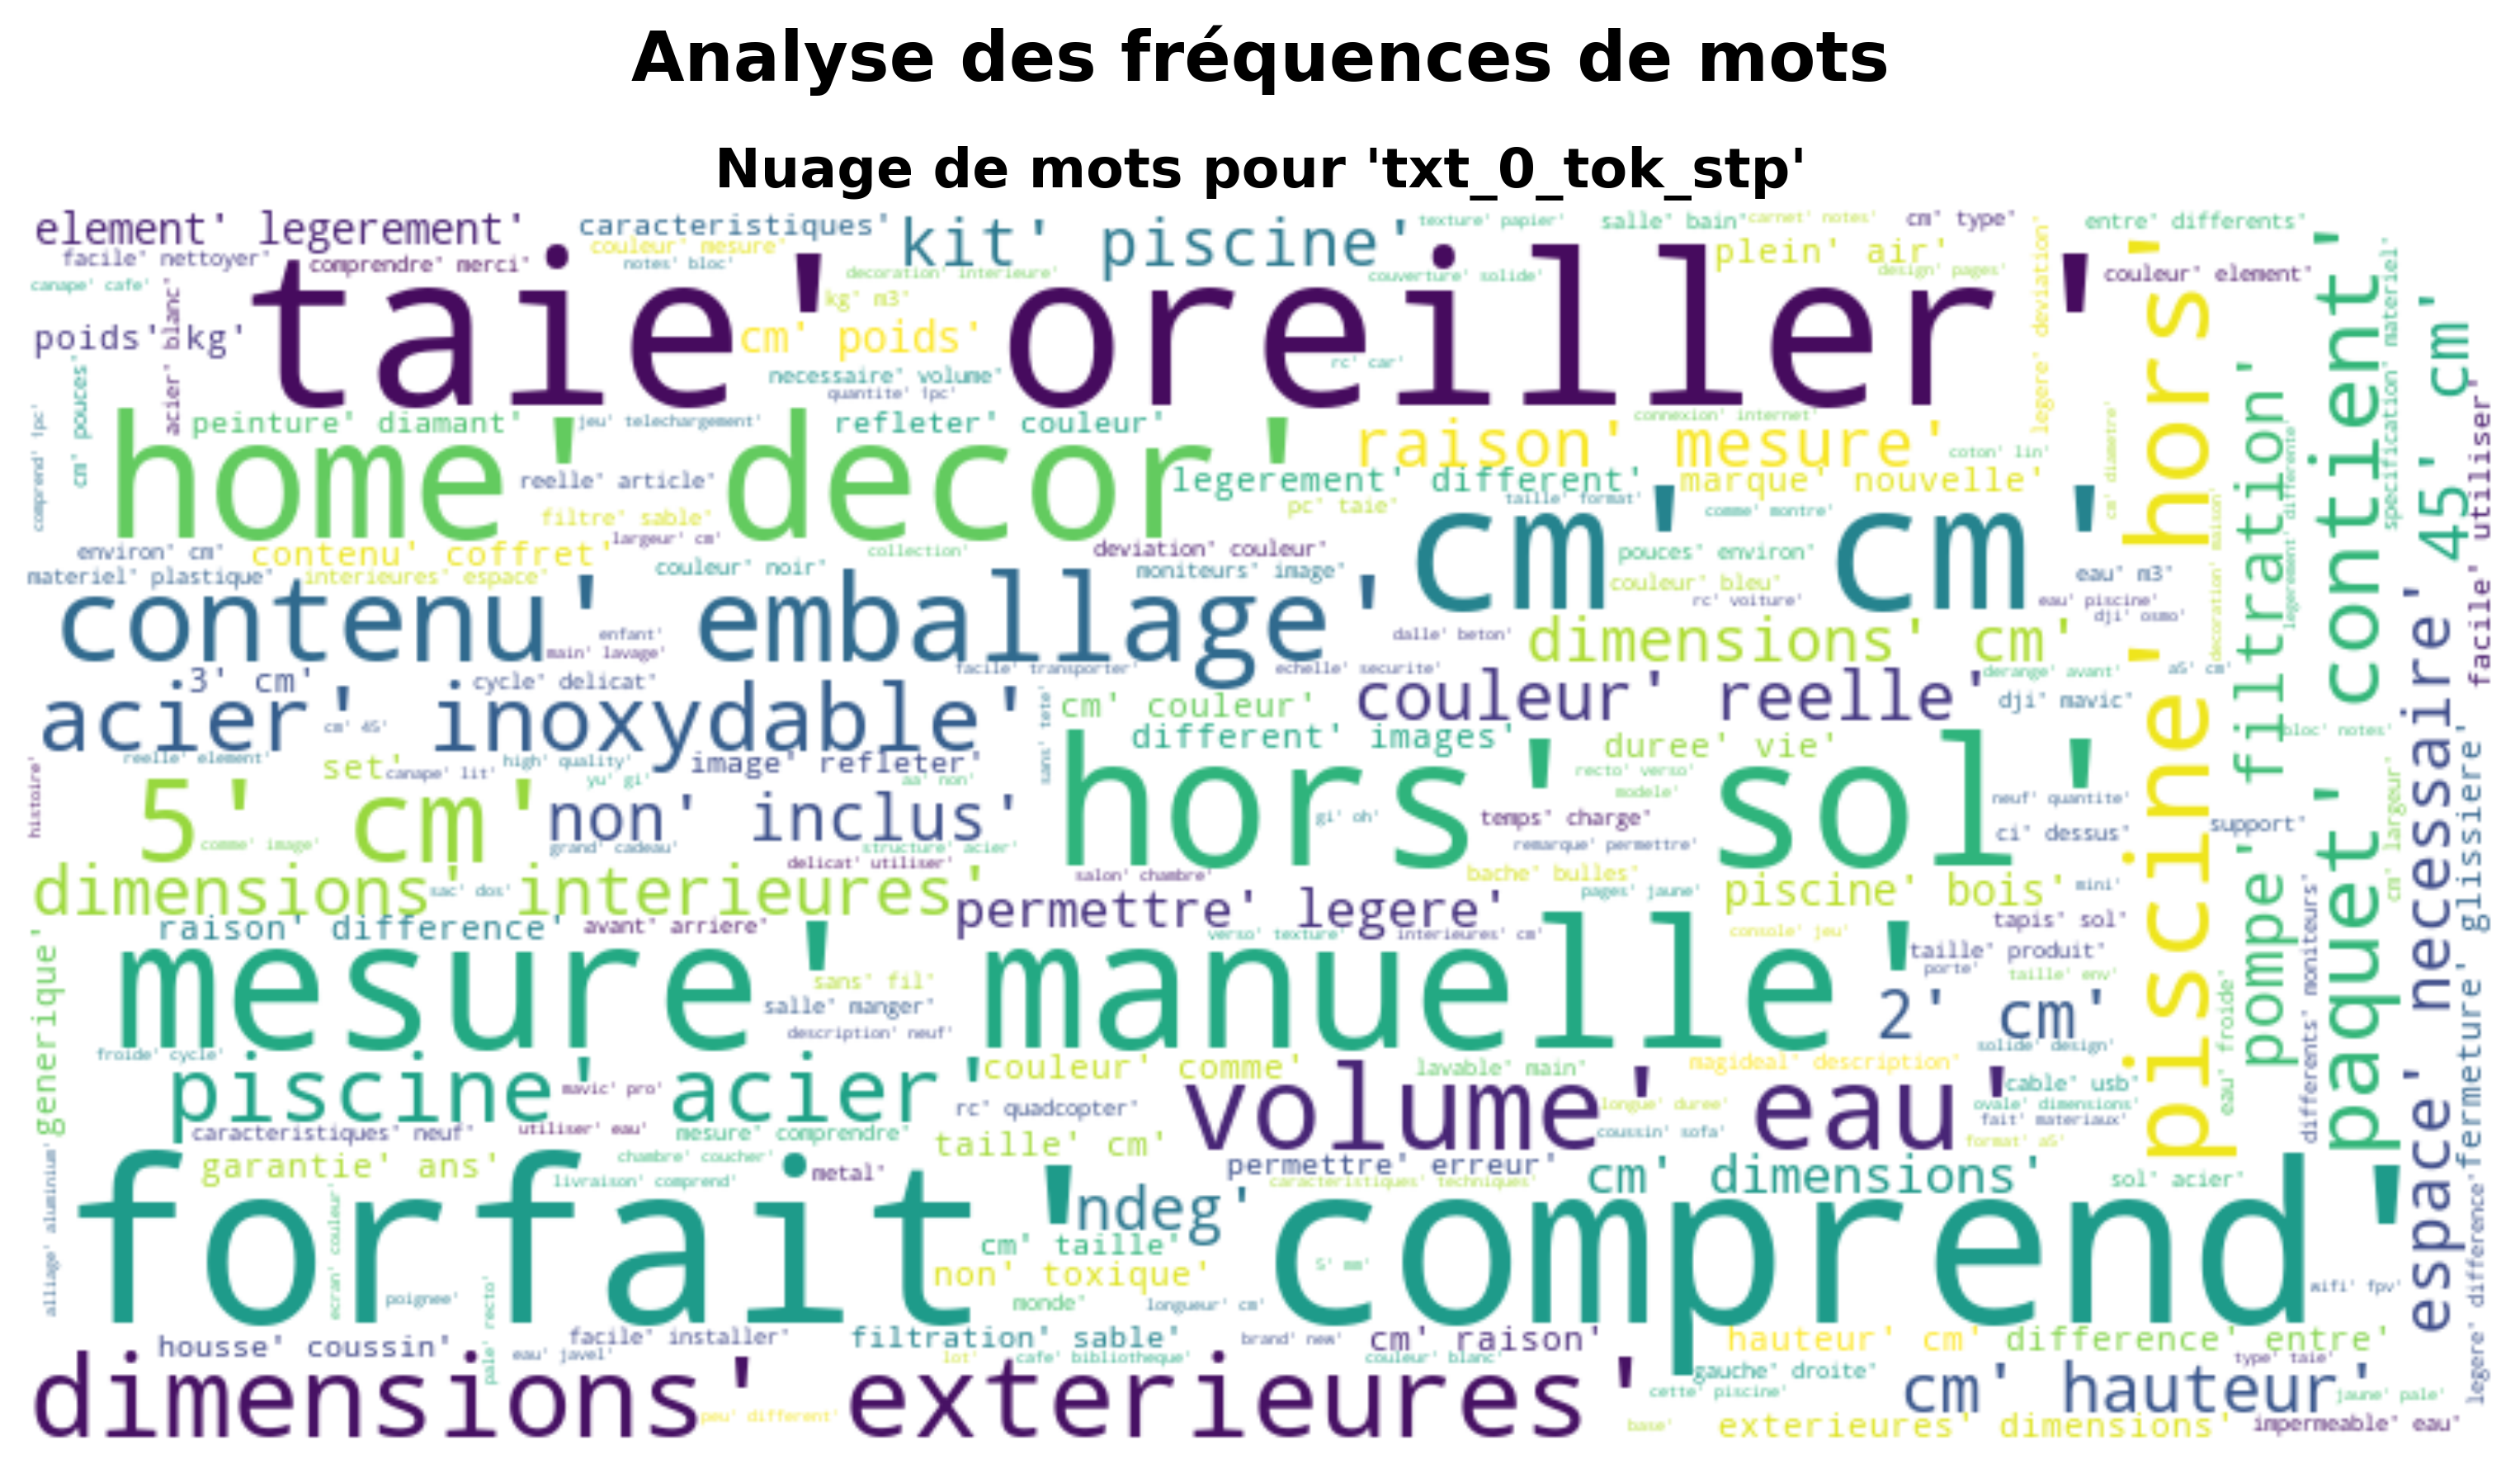 Analyse des fréquences de mots
Nuage de mots pour 'txt_0_tok_stp'
element' legerement'
caracteristiques'
kit' piscine'
texture' papier'
salle' bain'
carnet' notes'
cm' type'
entre' differents'
facile' nettoyer'
comprendre' merci'
couleur' mesure'
notes' bloc'
decoration' interieure'
couverture' solide'
plein' air'
design' pages'
couleur' element'
canape' cafe'
taie' oreiller'
kg' m3'
poids' kg'
acier' blanc'
cm' poids'
rc' car'
legere' deviation'
necessaire' volume'
quantite' 1pc'
comprend' 1pc'
cm' pouces'
peinture' diamant'
jeu' telechargement'
refleter' couleur'
connexion' internet'
home' decor'
raison' mesure'
coton' lin'
cm' diametre'
reelle' article'
legerement' different'
marque' nouvelle'
pc' taie'
taille' format'
comme' montre'
filtre' sable'
largeur' cm'
environ' cm'
contenu' coffret'
collection'
deviation' couleur'
cm' cm'
pouces' environ'
materiel' plastique'
interieures' espace'
couleur' noir'
moniteurs' image'
couleur' bleu'
eau' m3'
rc' voiture'
eau' piscine'
dji' osmo'
contenu' emballage'
enfant'
main' lavage'
dalle' beton'
dimensions' cm'
facile' transporter'
echelle' securite'
derange' avant'
a5' cm'
3' cm'
cycle' delicat'
couleur' reelle'
dji' mavic'
acier' inoxydable'
cm' 45'
sans' tete'
cm' couleur'
different' images'
duree' vie'
bloc' notes'
reelle' element'
set'
canape' lit'
high' quality'
yu' gi'
image' refleter'
aa' non'
recto' verso'
modele'
histoire'
5' cm'
non' inclus'
hors' sol'
gi' oh'
temps' charge'
neuf' quantite'
ci' dessus'
support'
comme' image'
grand' cadeau'
structure' acier'
remarque' permettre'
delicat' utiliser'
salon' chambre'
bache' bulles'
dimensions' interieures'
sac' dos'
pages' jaune'
piscine' bois'
mini'
permettre' legere'
raison' difference'
avant' arriere'
verso' texture'
interieures' cm'
console' jeu'
tapis' sol'
mesure' manuelle'
taille' produit'
porte'
taille' env'
generique'
sans' fil'
salle' manger'
description' neuf'
2' cm'
froide' cycle'
solide' design'
piscine' acier'
mavic' pro'
couleur' comme'
lavable' main'
magideal' description'
cable' usb'
volume' eau'
longue' duree'
ovale' dimensions'
rc' quadcopter'
fait' materiaux'
caracteristiques' neuf'
utiliser' eau'
mesure' comprendre'
taille' cm'
coussin' sofa'
format' a5'
garantie' ans'
chambre' coucher'
livraison' comprend'
metal'
permettre' erreur'
caracteristiques' techniques'
cm' dimensions'
sol' acier'
alliage' aluminium'
ecran' couleur'
forfait' comprend'
ndeg'
cm' taille'
non' toxique'
5' mm'
wifi' fpv'
poignee'
pale' recto'
monde'
longueur' cm'
housse' coussin'
facile' installer'
eau' javel'
filtration' sable'
brand' new'
cm' raison'
hauteur' cm'
difference' entre'
lot'
cafe' bibliotheque'
couleur' blanc'
type' taie'
dimensions' exterieures'
gauche' droite'
cette' piscine'
cm' hauteur'
jaune' pale'
peu' different'
base'
exterieures' dimensions'
impermeable' eau'
piscine' hors'
decoration' maison'
pompe' filtration'
legerement' differente'
eau' froide'
differents' moniteurs'
paquet' contient'
specification' materiel'
cm' largeur'
espace' necessaire'
45' cm'
facile' utiliser'
fermeture' glissiere'
legere' difference'
acier'